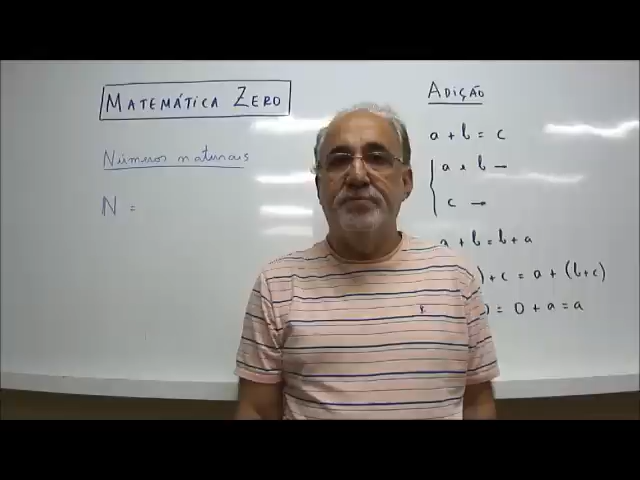 MATEMÁTICA ZERO
Números naturais
N =
ADIÇÃO
a + b = c
a e b →
c →
a + b = b + a
) + c = a + (b + c)
) = 0 + a = a